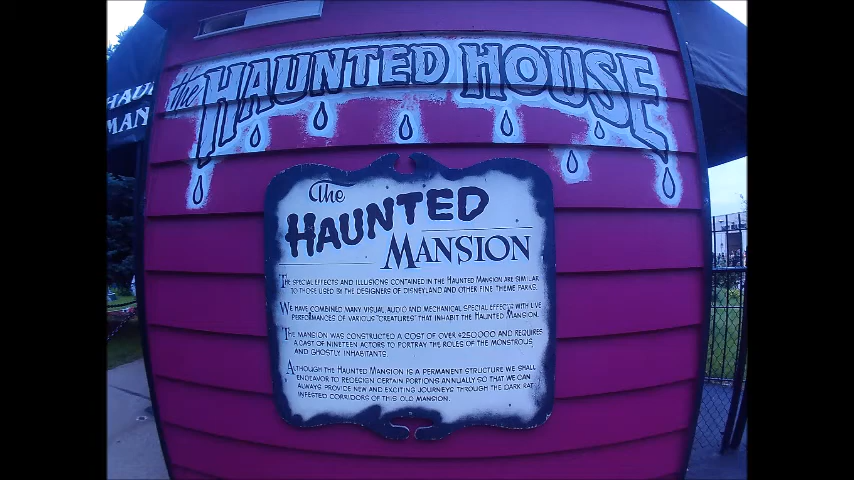 the HAUNTED HOUSE
HAU
MAN
The
HAUNTED
MANSION
THE SPECIAL EFFECTS AND ILLUSIONS CONTAINED IN THE HAUNTED MANSION ARE SIMILAR
TO THOSE USED BY THE DESIGNERS OF DISNEYLAND AND OTHER FINE THEME PARKS.
WE HAVE COMBINED MANY VISUAL AUDIO AND MECHANICAL SPECIAL EFFECTS WITH LIVE
PERFORMANCES OF VARIOUS "CREATURES" THAT INHABIT THE HAUNTED MANSION.
THE MANSION WAS CONSTRUCTED A COST OF OVER $250,000 AND REQUIRES
A CAST OF NINETEEN ACTORS TO PORTRAY THE ROLES OF THE MONSTROUS
AND GHOSTLY INHABITANTS.
ALTHOUGH THE HAUNTED MANSION IS A PERMANENT STRUCTURE WE SHALL
ENDEAVOR TO REDESIGN CERTAIN PORTIONS ANNUALLY SO THAT WE CAN
ALWAYS PROVIDE NEW AND EXCITING JOURNEYS THROUGH THE DARK RAT
INFESTED CORRIDORS OF THIS OLD MANSION.